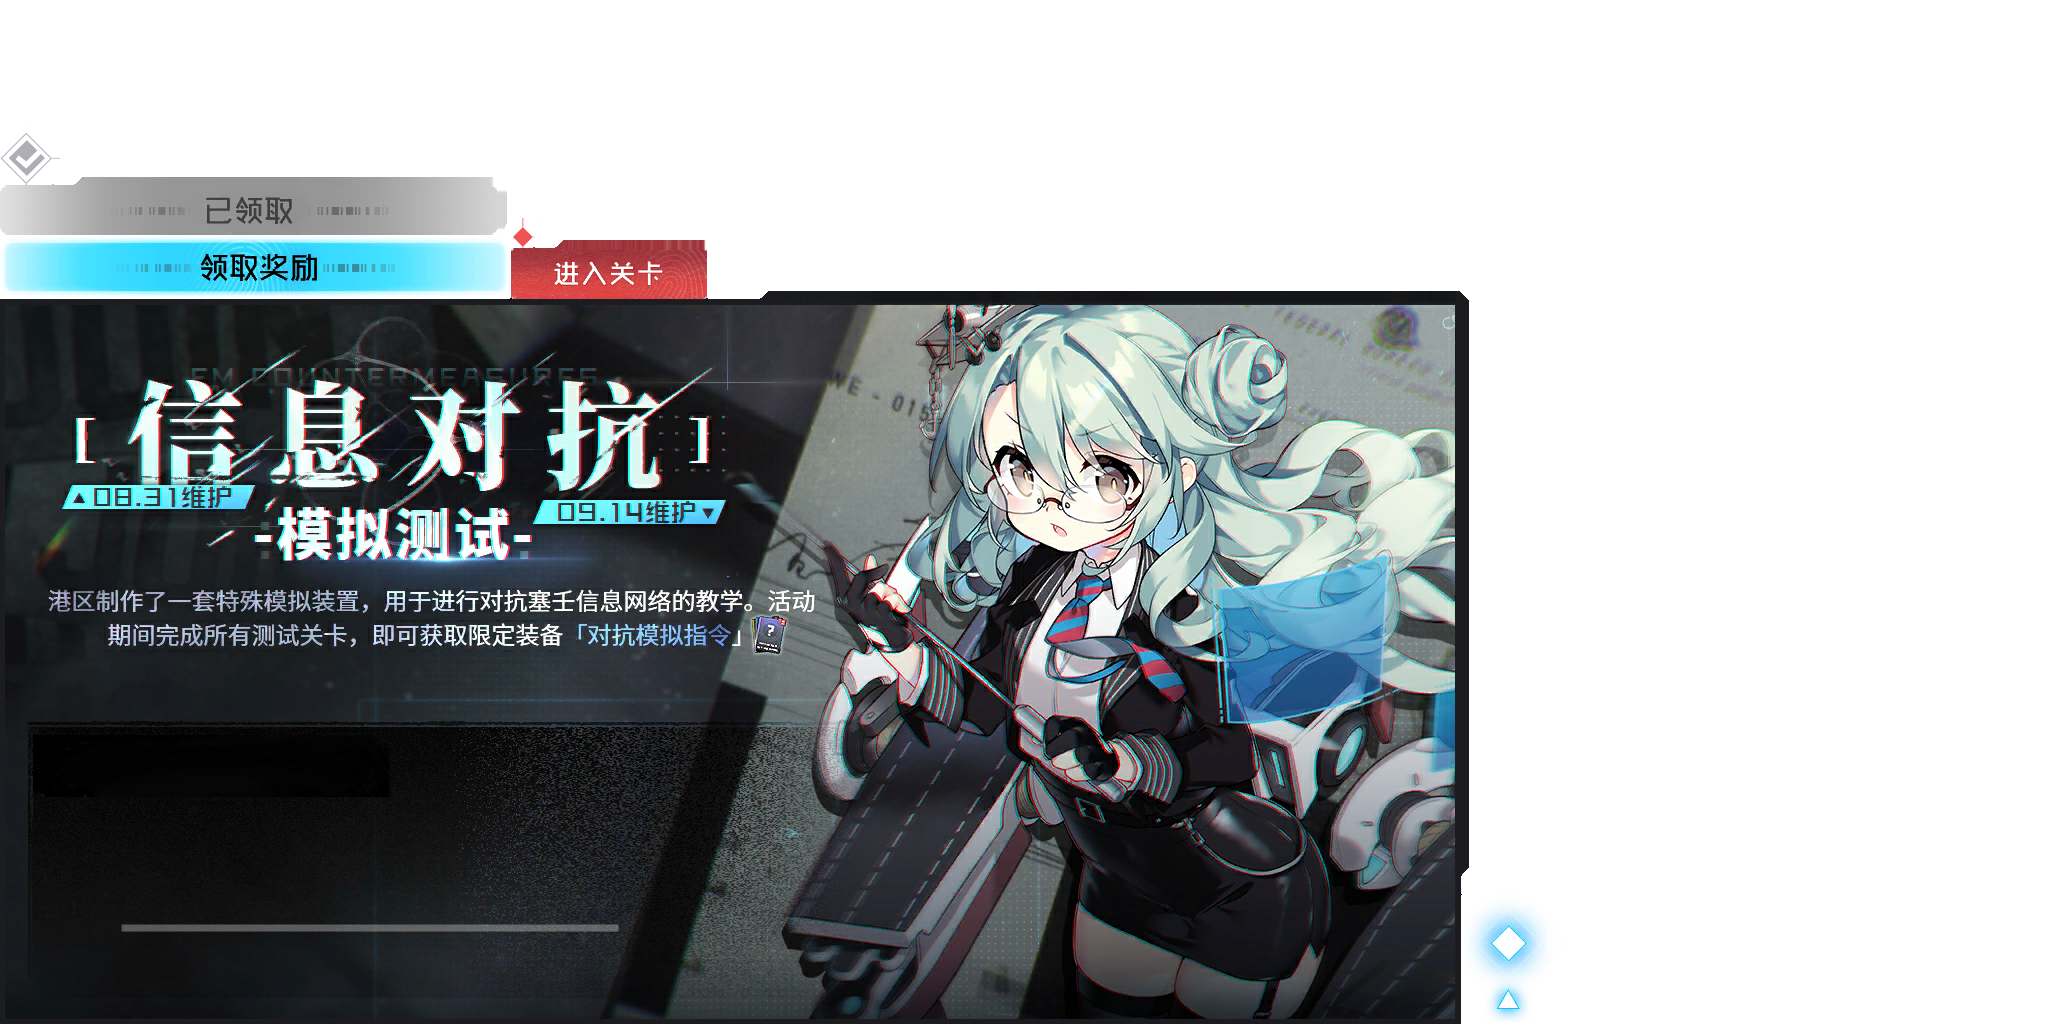 已领取
领取奖励
进入关卡
EM COUNTERMEASURES
[信息对抗]
▲08.31维护
09.14维护▼
-模拟测试-
港区制作了一套特殊模拟装置，用于进行对抗塞壬信息网络的教学。活动
期间完成所有测试关卡，即可获取限定装备「对抗模拟指令」
WE - 015